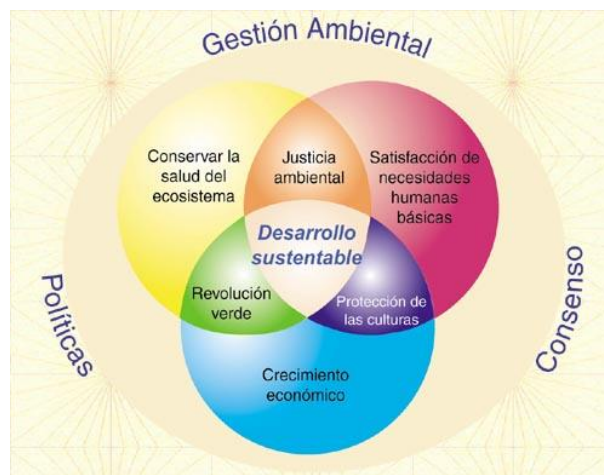 Gestión Ambiental
Conservar la
salud del
ecosistema
Justicia
ambiental
Satisfacción de
necesidades
humanas
básicas
Desarrollo
sustentable
Revolución
verde
Protección de
las culturas
Crecimiento
económico
Políticas
Consenso